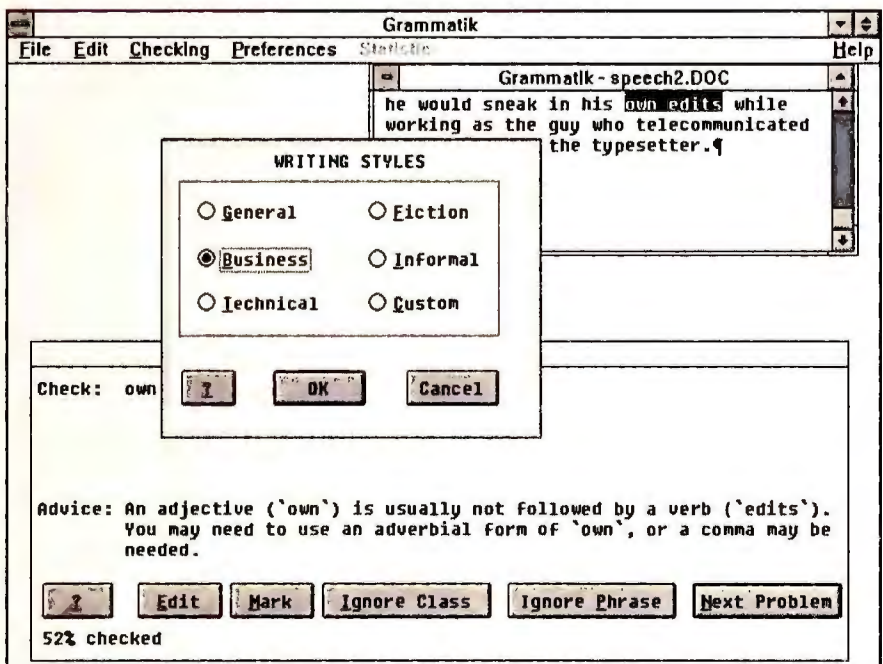 Grammatik
File Edit Checking Preferences Statistic Help
Grammatik - speech2.DOC
he would sneak in his own edits while
working as the guy who telecommunicated
the typesetter.¶
WRITING STYLES
General Fiction
Business Informal
Technical Custom
? OK Cancel
Check: own
Advice: An adjective (`own`) is usually not followed by a verb (`edits`).
You may need to use an adverbial form of `own`, or a comma may be
needed.
? Edit Mark Ignore Class Ignore Phrase Next Problem
52% checked